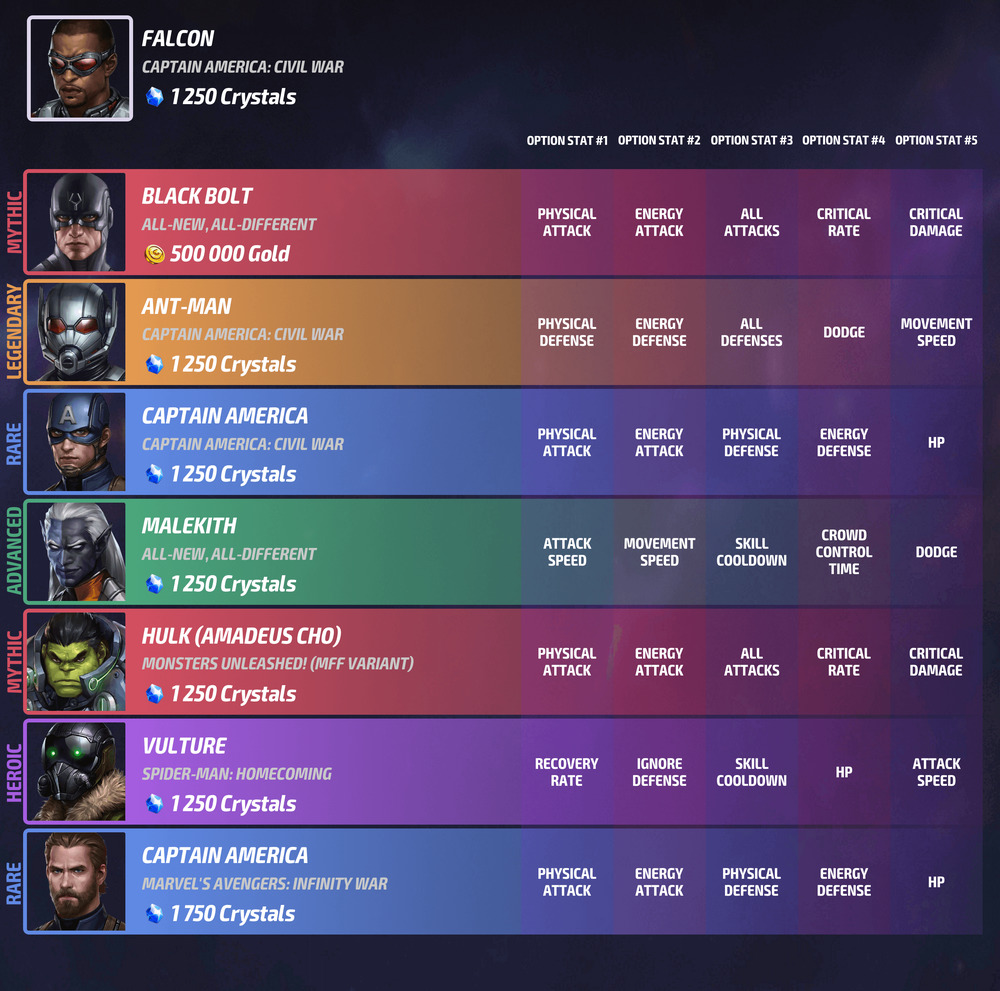 FALCON
CAPTAIN AMERICA: CIVIL WAR
1 250 Crystals
OPTION STAT #1 OPTION STAT #2 OPTION STAT #3 OPTION STAT #4 OPTION STAT #5
MYTHIC
BLACK BOLT
ALL-NEW, ALL-DIFFERENT
500 000 Gold
PHYSICAL
ATTACK
ENERGY
ATTACK
ALL
ATTACKS
CRITICAL
RATE
CRITICAL
DAMAGE
LEGENDARY
ANT-MAN
CAPTAIN AMERICA: CIVIL WAR
1 250 Crystals
PHYSICAL
DEFENSE
ENERGY
DEFENSE
ALL
DEFENSES
DODGE
MOVEMENT
SPEED
RARE
CAPTAIN AMERICA
CAPTAIN AMERICA: CIVIL WAR
1 250 Crystals
PHYSICAL
ATTACK
ENERGY
ATTACK
PHYSICAL
DEFENSE
ENERGY
DEFENSE
HP
ADVANCED
MALEKITH
ALL-NEW, ALL-DIFFERENT
1 250 Crystals
ATTACK
SPEED
MOVEMENT
SPEED
SKILL
COOLDOWN
CROWD
CONTROL
TIME
DODGE
MYTHIC
HULK (AMADEUS CHO)
MONSTERS UNLEASHED! (MFF VARIANT)
1 250 Crystals
PHYSICAL
ATTACK
ENERGY
ATTACK
ALL
ATTACKS
CRITICAL
RATE
CRITICAL
DAMAGE
HEROIC
VULTURE
SPIDER-MAN: HOMECOMING
1 250 Crystals
RECOVERY
RATE
IGNORE
DEFENSE
SKILL
COOLDOWN
HP
ATTACK
SPEED
RARE
CAPTAIN AMERICA
MARVEL'S AVENGERS: INFINITY WAR
1 750 Crystals
PHYSICAL
ATTACK
ENERGY
ATTACK
PHYSICAL
DEFENSE
ENERGY
DEFENSE
HP